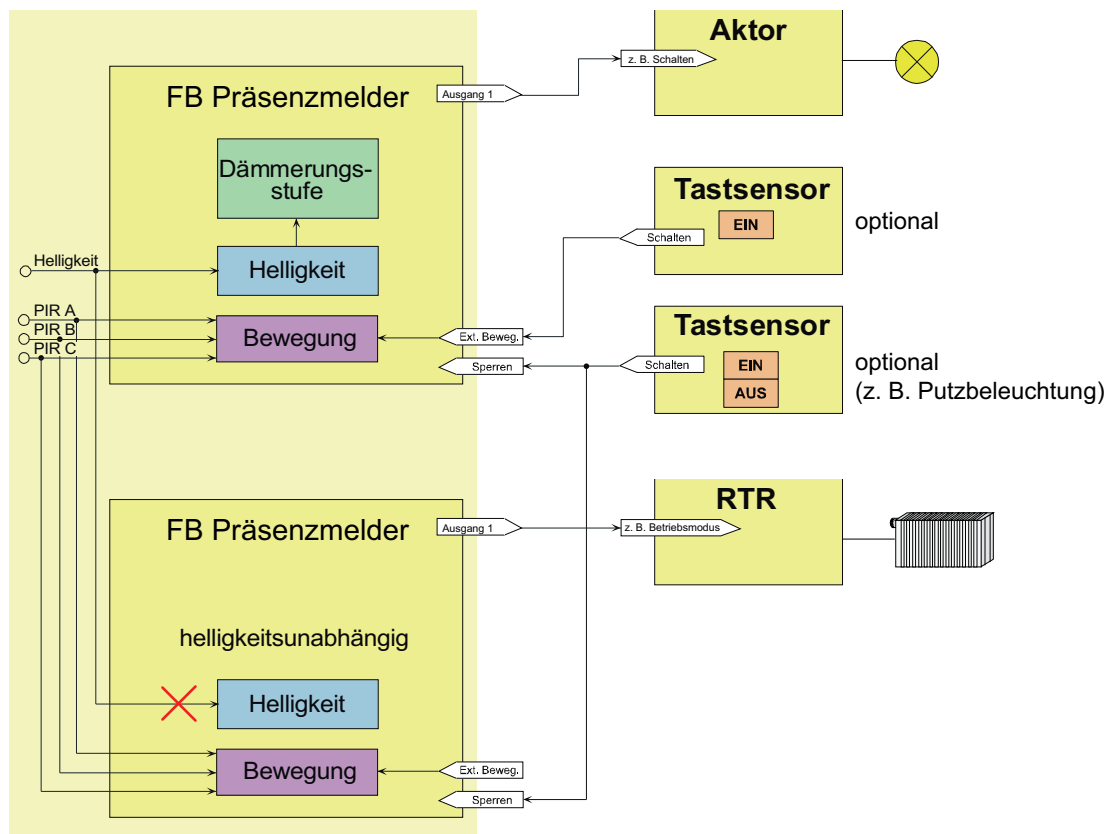 Aktor
z. B. Schalten
FB Präsenzmelder
Ausgang 1
Dämmerungs-
stufe
Tastsensor
EIN
optional
Schalten
Helligkeit
Helligkeit
PIR A
PIR B
PIR C
Bewegung
Ext. Beweg.
Sperren
Tastsensor
Schalten
EIN
AUS
optional
(z. B. Putzbeleuchtung)
FB Präsenzmelder
Ausgang 1
RTR
z. B. Betriebsmodus
helligkeitsunabhängig
Helligkeit
Bewegung
Ext. Beweg.
Sperren